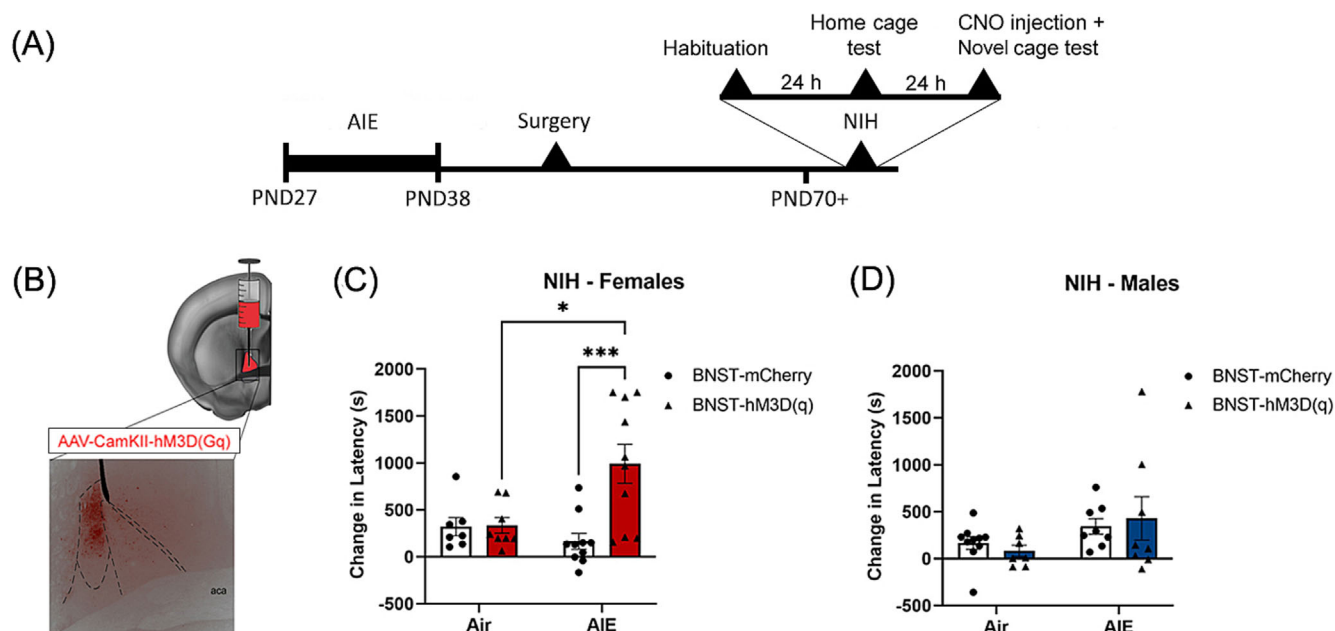 (A)
Habituation
Home cage
test
CNO injection +
Novel cage test
24 h
24 h
AIE
Surgery
NIH
PND27
PND38
PND70+
(B)
AAV-CamKII-hM3D(Gq)
aca
(C)
NIH - Females
*
***
BNST-mCherry
BNST-hM3D(q)
Change in Latency (s)
2000
1500
1000
500
0
-500
Air
AIE
(D)
NIH - Males
BNST-mCherry
BNST-hM3D(q)
Change in Latency (s)
2000
1500
1000
500
0
-500
Air
AIE